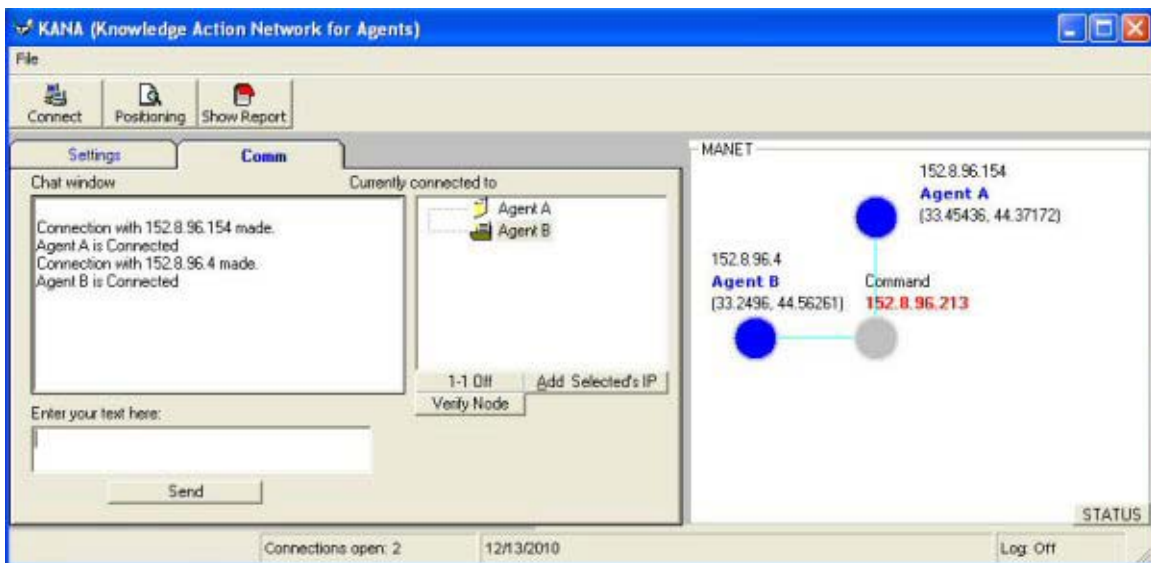 KANA (Knowledge Action Network for Agents)
File
Connect Positioning Show Report
Settings Comm
Chat window
Connection with 152.8.96.154 made.
Agent A is Connected
Connection with 152.8.96.4 made.
Agent B is Connected
Currently connected to
Agent A
Agent B
1-1 Off Add Selected's IP
Verify Node
Enter your text here:
Send
MANET
152.8.96.154
Agent A
(33.45436, 44.37172)
152.8.96.4
Agent B
(33.2496, 44.56261)
Command
152.8.96.213
STATUS
Connections open: 2 12/13/2010 Log: Off